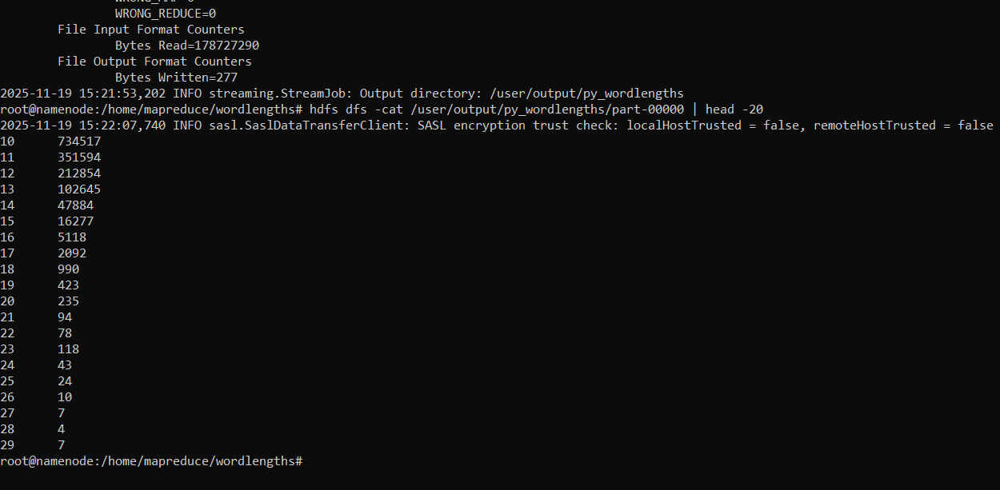 WRONG_REDUCE=0
File Input Format Counters
Bytes Read=178727290
File Output Format Counters
Bytes Written=277
2025-11-19 15:21:53,202 INFO streaming.StreamJob: Output directory: /user/output/py_wordlengths
root@namenode:/home/mapreduce/wordlengths# hdfs dfs -cat /user/output/py_wordlengths/part-00000 | head -20
2025-11-19 15:22:07,740 INFO sasl.SaslDataTransferClient: SASL encryption trust check: localHostTrusted = false, remoteHostTrusted = false
10 734517
11 351594
12 212854
13 102645
14 47884
15 16277
16 5118
17 2092
18 990
19 423
20 235
21 94
22 78
23 118
24 43
25 24
26 10
27 7
28 4
29 7
root@namenode:/home/mapreduce/wordlengths#